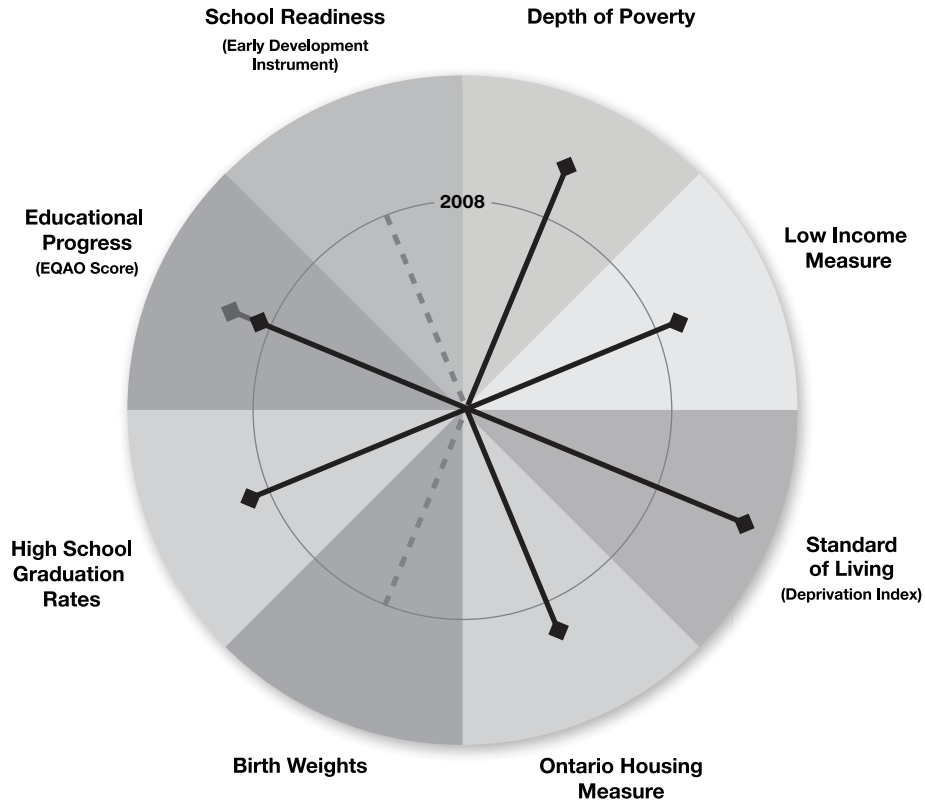 School Readiness
(Early Development
Instrument)
Depth of Poverty
2008
Educational
Progress
(EQAO Score)
Low Income
Measure
High School
Graduation
Rates
Standard
of Living
(Deprivation Index)
Birth Weights
Ontario Housing
Measure